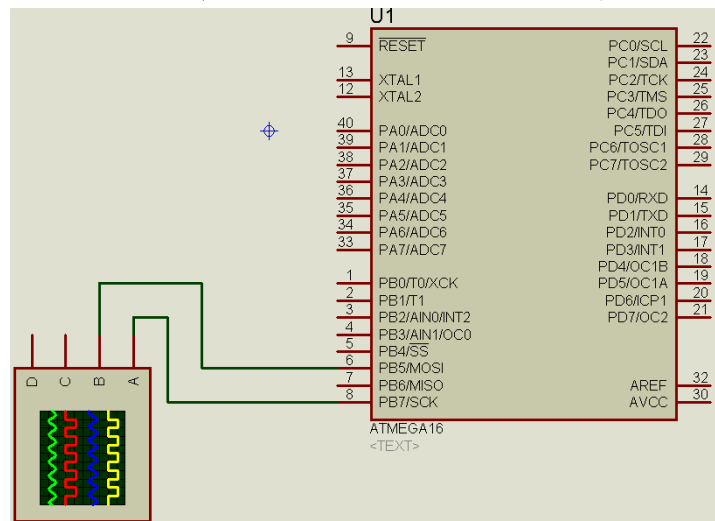 U1
9 RESET PC0/SCL 22
PC1/SDA 23
13 XTAL1 PC2/TCK 24
12 XTAL2 PC3/TMS 25
PC4/TDO 26
40 PA0/ADC0 PC5/TDI 27
39 PA1/ADC1 PC6/TOSC1 28
38 PA2/ADC2 PC7/TOSC2 29
37 PA3/ADC3
36 PA4/ADC4 PD0/RXD 14
35 PA5/ADC5 PD1/TXD 15
34 PA6/ADC6 PD2/INT0 16
33 PA7/ADC7 PD3/INT1 17
PD4/OC1B 18
1 PB0/T0/XCK PD5/OC1A 19
2 PB1/T1 PD6/ICP1 20
3 PB2/AIN0/INT2 PD7/OC2 21
4 PB3/AIN1/OC0
5 PB4/SS
6 PB5/MOSI
7 PB6/MISO AREF 32
8 PB7/SCK AVCC 30
ATMEGA16
<TEXT>
D C B A